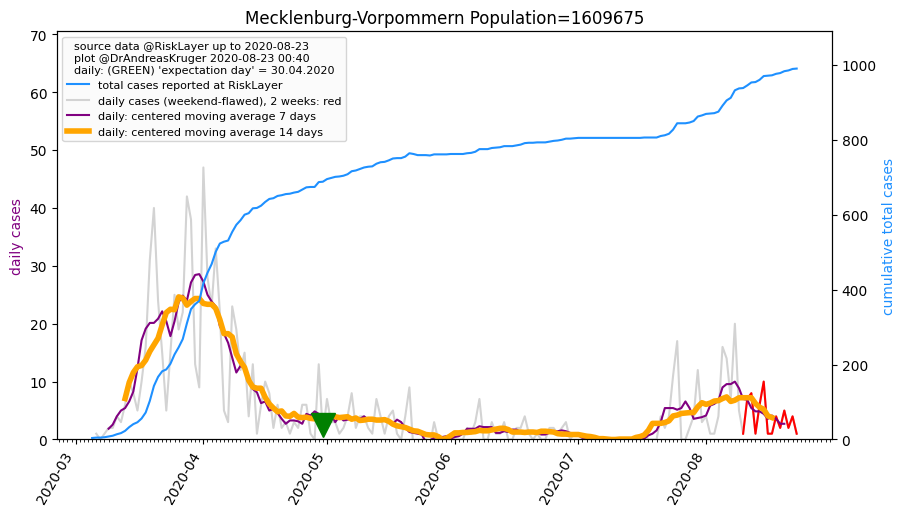 Mecklenburg-Vorpommern Population=1609675
source data @RiskLayer up to 2020-08-23
plot @DrAndreasKruger 2020-08-23 00:40
daily: (GREEN) 'expectation day' = 30.04.2020
total cases reported at RiskLayer
daily cases (weekend-flawed), 2 weeks: red
daily: centered moving average 7 days
daily: centered moving average 14 days
daily cases
70
60
50
40
30
20
10
0
cumulative total cases
1000
800
600
400
200
0
2020-03
2020-04
2020-05
2020-06
2020-07
2020-08